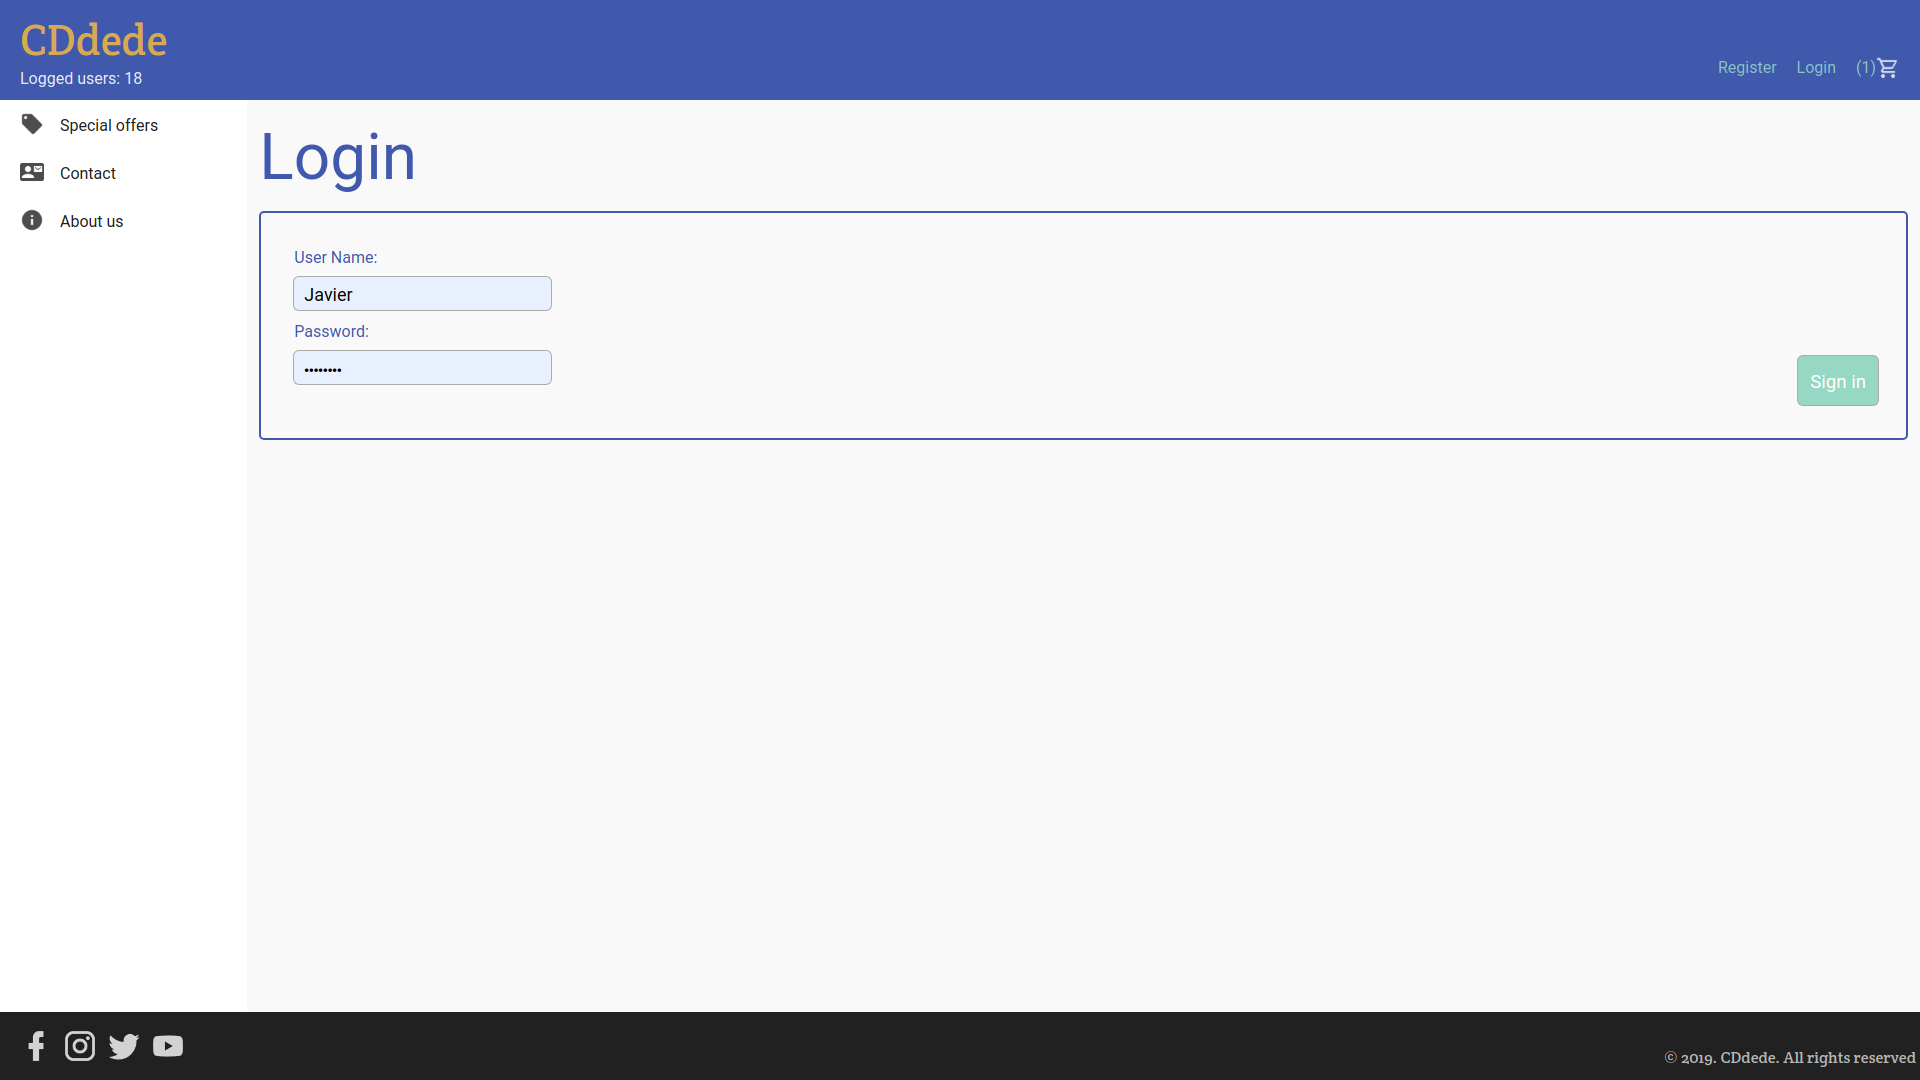 CDdede
Logged users: 18
Register Login (1)
Special offers
Contact
About us
Login
User Name:
Javier
Password:
••••••••
Sign in
© 2019. CDdede. All rights reserved